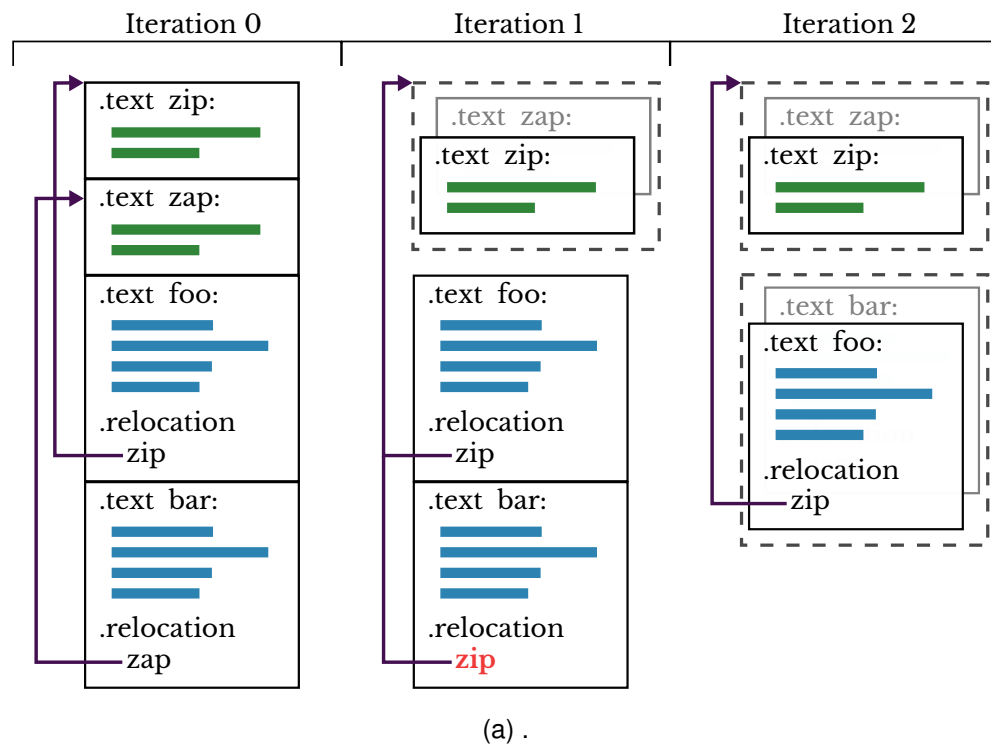 Iteration 0
Iteration 1
Iteration 2
.text zip:
.text zap:
.text foo:
.relocation
zip
.text bar:
.relocation
zap
.text zap:
.text zip:
.text foo:
.relocation
zip
.text bar:
.relocation
zip
.text zap:
.text zip:
.text bar:
.text foo:
.relocation
zip
(a) .